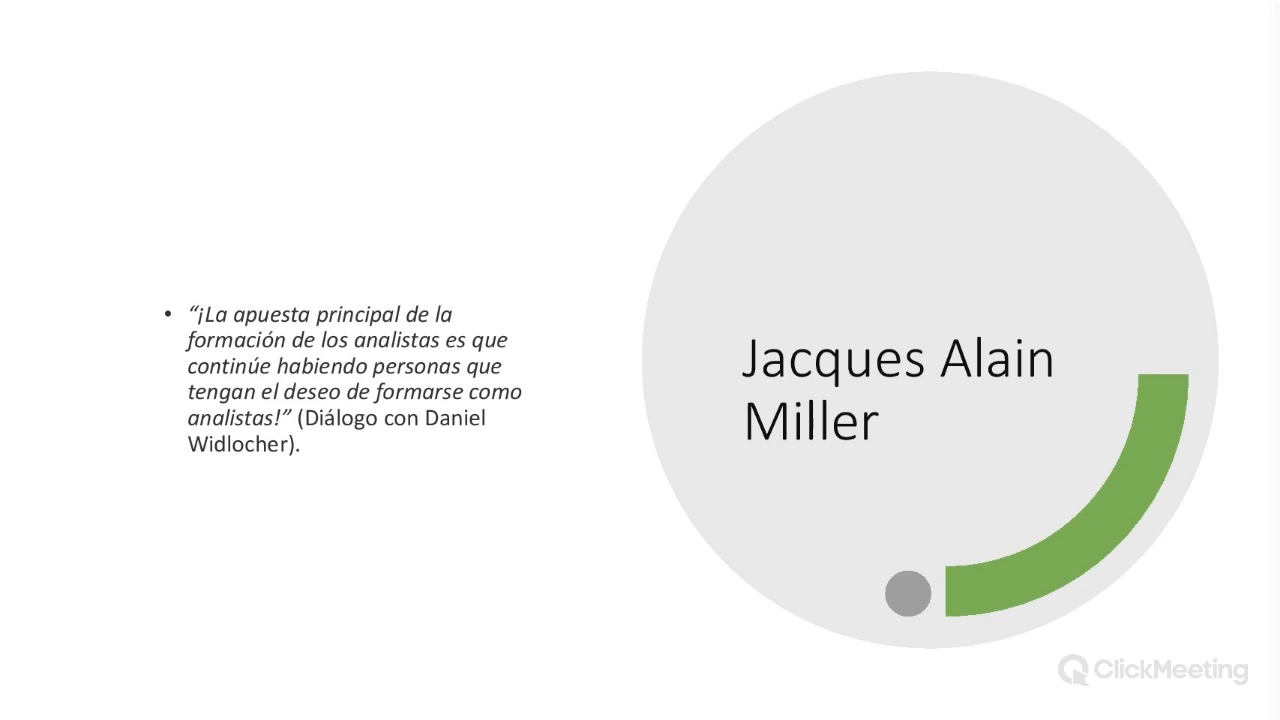 • “¡La apuesta principal de la
formación de los analistas es que
continúe habiendo personas que
tengan el deseo de formarse como
analistas!” (Diálogo con Daniel
Widlocher).
Jacques Alain
Miller
ClickMeeting